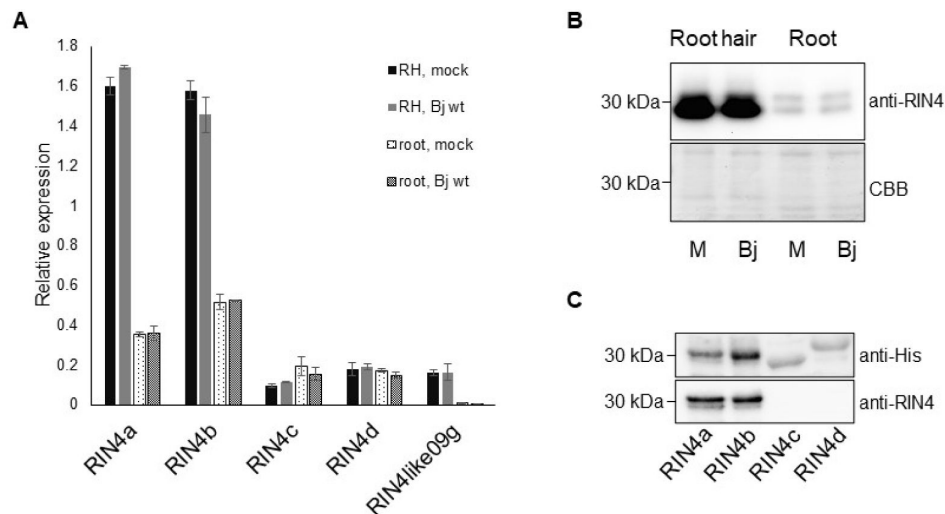 A
Relative expression
1.8
1.6
1.4
1.2
1
0.8
0.6
0.4
0.2
0
RH, mock
RH, Bj wt
root, mock
root, Bj wt
RIN4a
RIN4b
RIN4c
RIN4d
RIN4like09g
B
Root hair Root
30 kDa anti-RIN4
30 kDa CBB
M Bj M Bj
C
30 kDa anti-His
30 kDa anti-RIN4
RIN4a
RIN4b
RIN4c
RIN4d